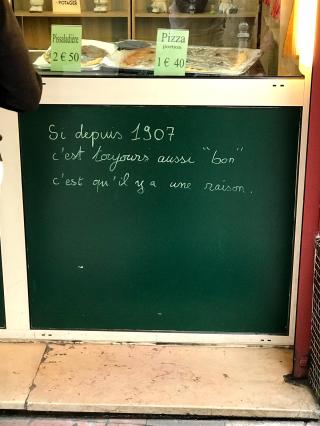 POTAGER
Pissaladière
2 € 50
Pizza
portion
1 € 40
Si depuis 1907
c'est toujours aussi "bon"
c'est qu'il y a une raison.